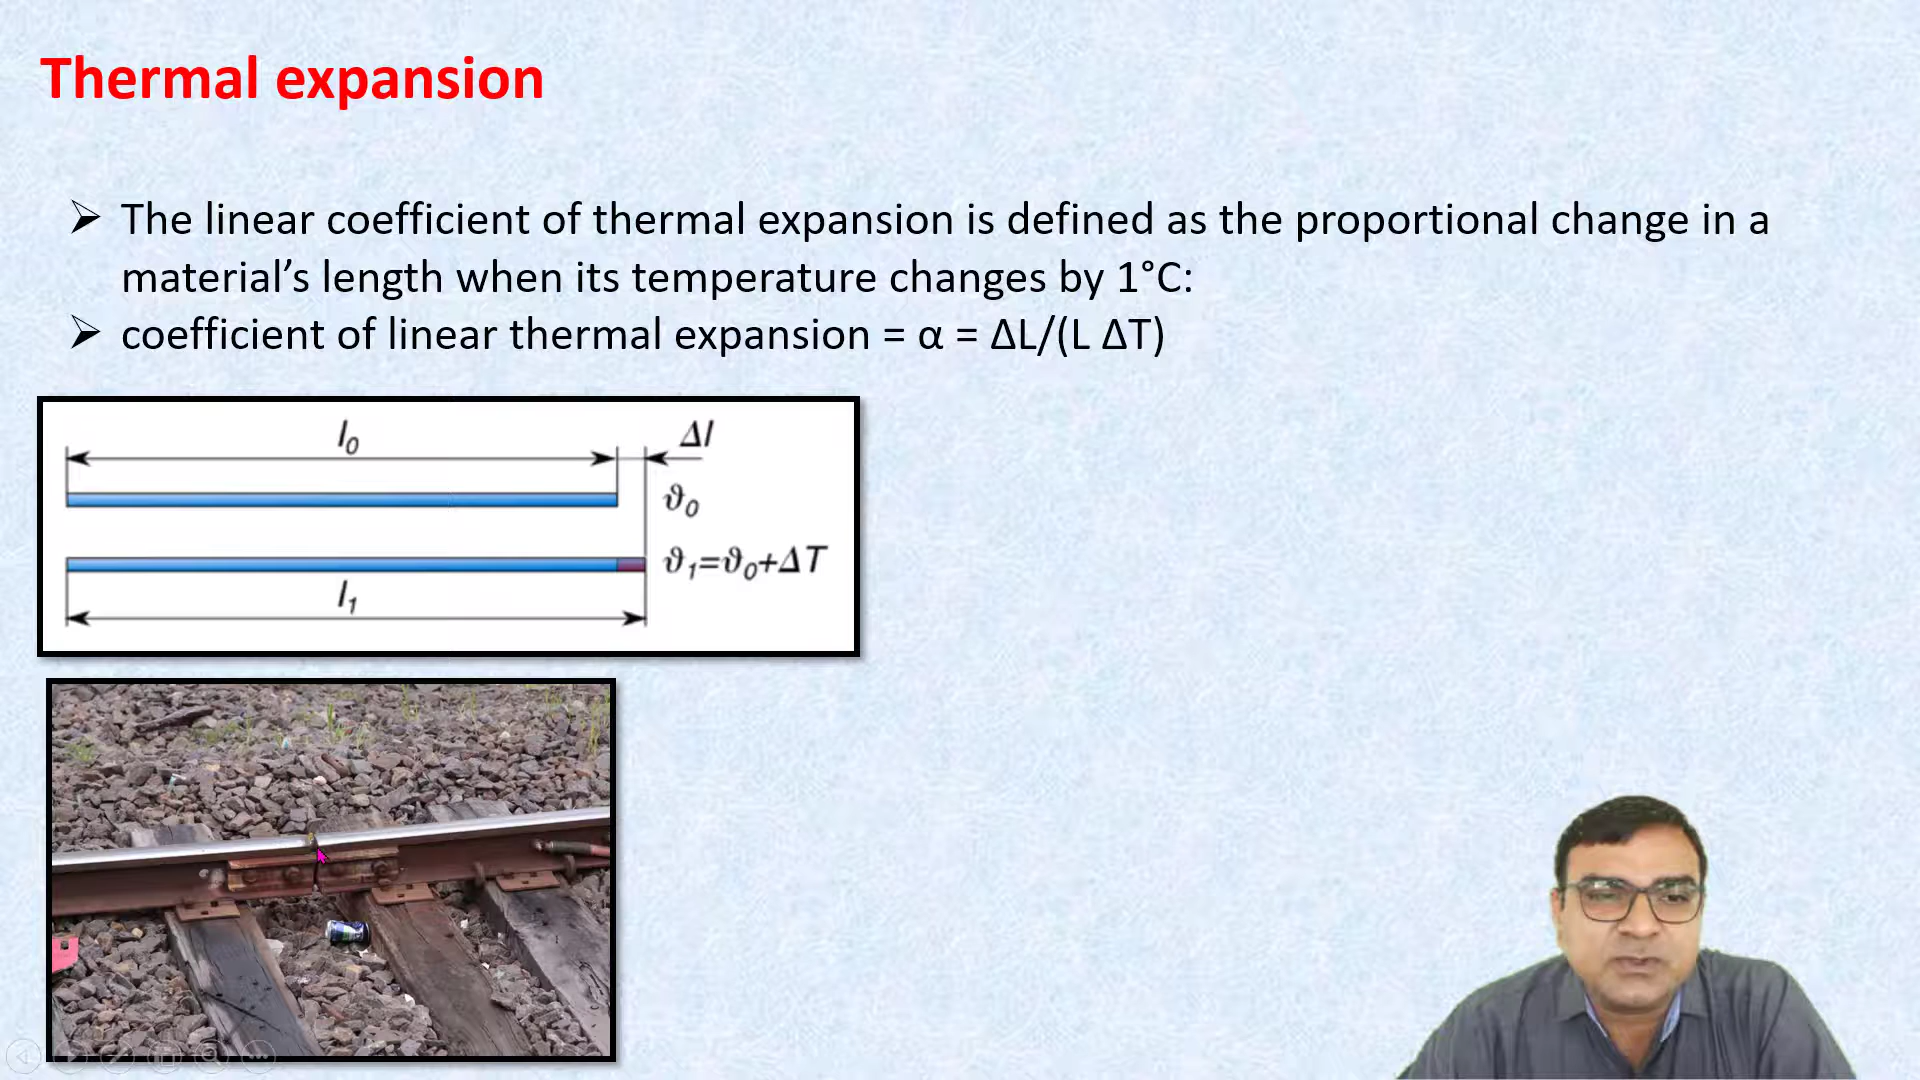 Thermal expansion
➢ The linear coefficient of thermal expansion is defined as the proportional change in a
material’s length when its temperature changes by 1°C:
➢ coefficient of linear thermal expansion = α = ΔL/(L ΔT)
l₀ Δl
ϑ₀
ϑ₁=ϑ₀+ΔT
l₁